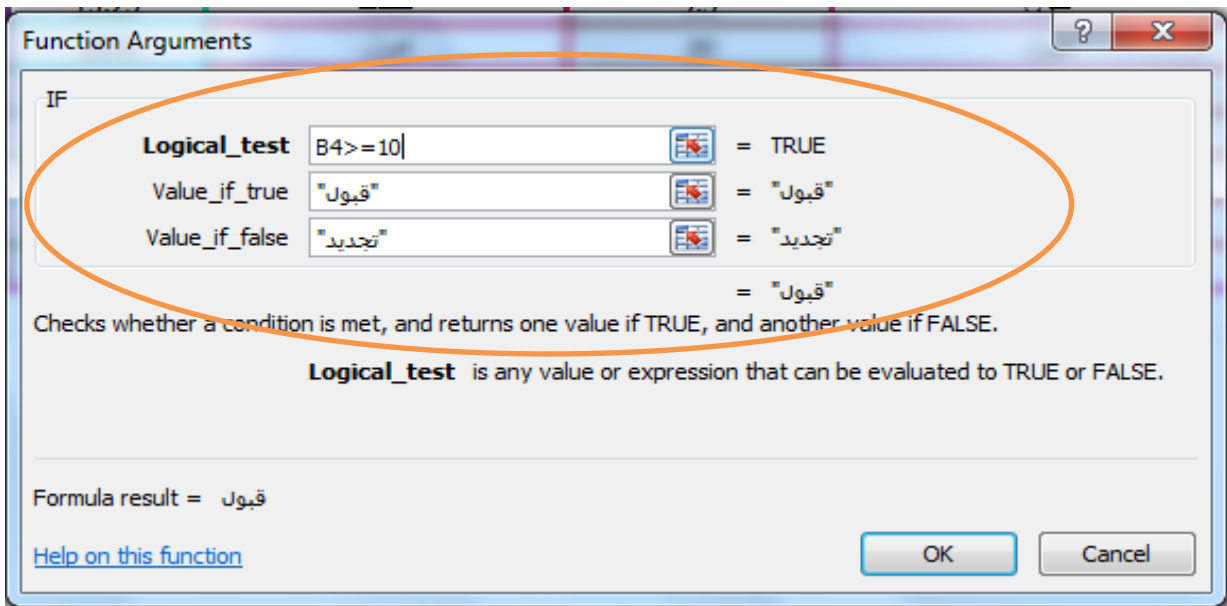 Function Arguments
IF
Logical_test B4>=10 = TRUE
Value_if_true "قبول" = "قبول"
Value_if_false "تجدید" = "تجدید"
= "قبول"
Checks whether a condition is met, and returns one value if TRUE, and another value if FALSE.
Logical_test is any value or expression that can be evaluated to TRUE or FALSE.
Formula result = قبول
Help on this function
OK Cancel